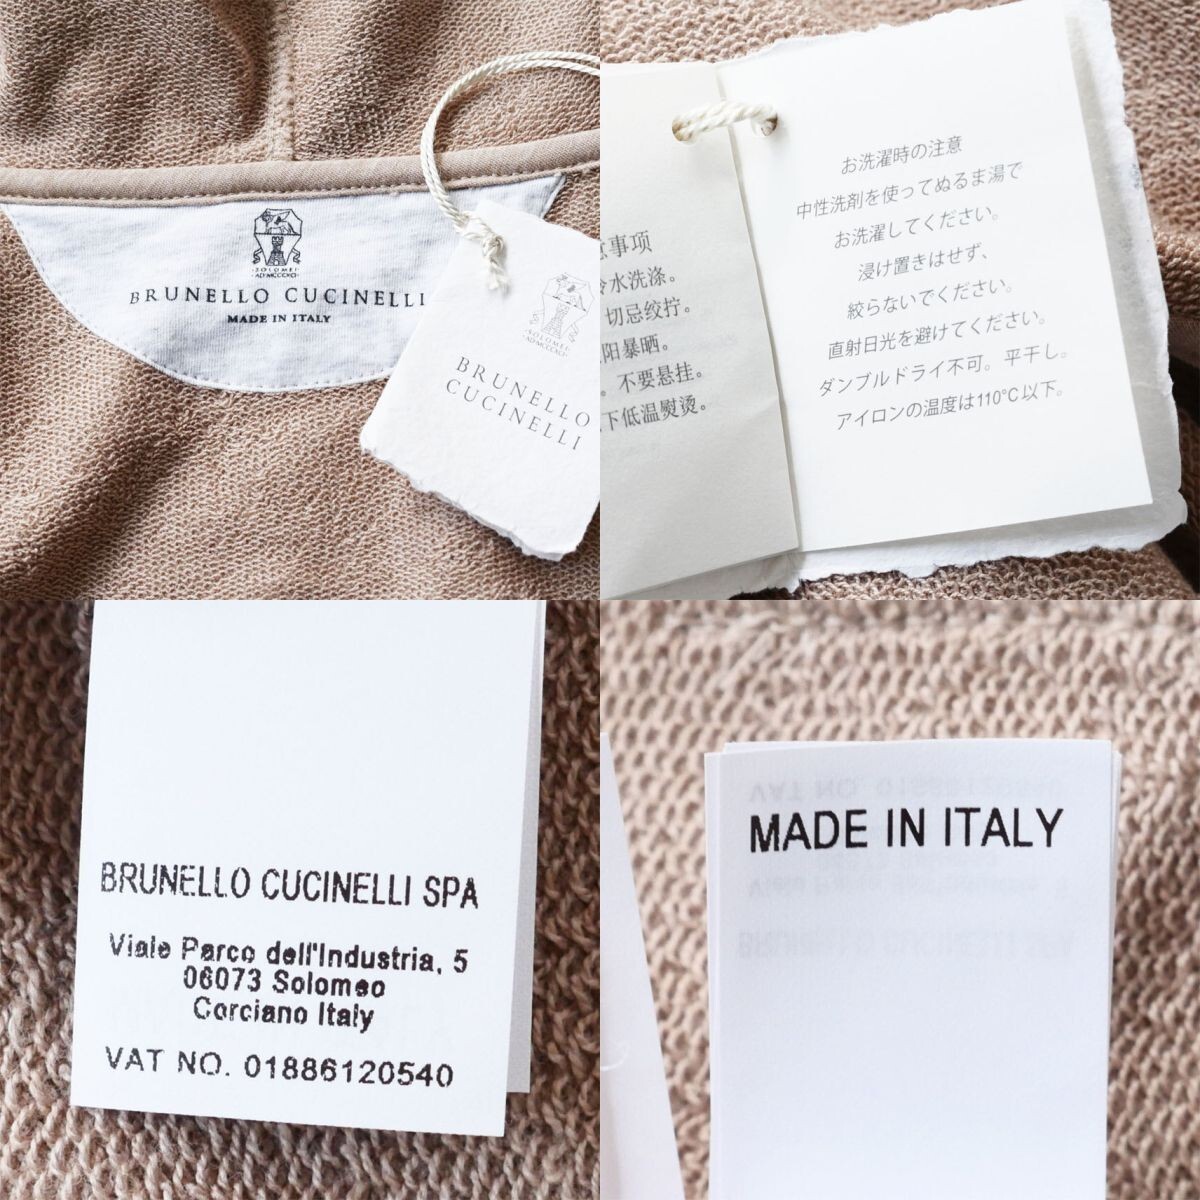 SOLOMEI
BRUNELLO CUCINELLI
MADE IN ITALY
SOLOMEI
BRUNELLO
CUCINELLI
意事项
冷水洗涤。
切忌绞拧。
阳暴晒。
。不要悬挂。
下低温熨烫。
お洗濯時の注意
中性洗剤を使ってぬるま湯で
お洗濯してください。
浸け置きはせず、
絞らないでください。
直射日光を避けてください。
ダンブルドライ不可。平干し。
アイロンの温度は110°C以下。
BRUNELLO CUCINELLI SPA
Viale Parco dell'Industria, 5
06073 Solomeo
Corciano Italy
VAT NO. 01886120540
MADE IN ITALY